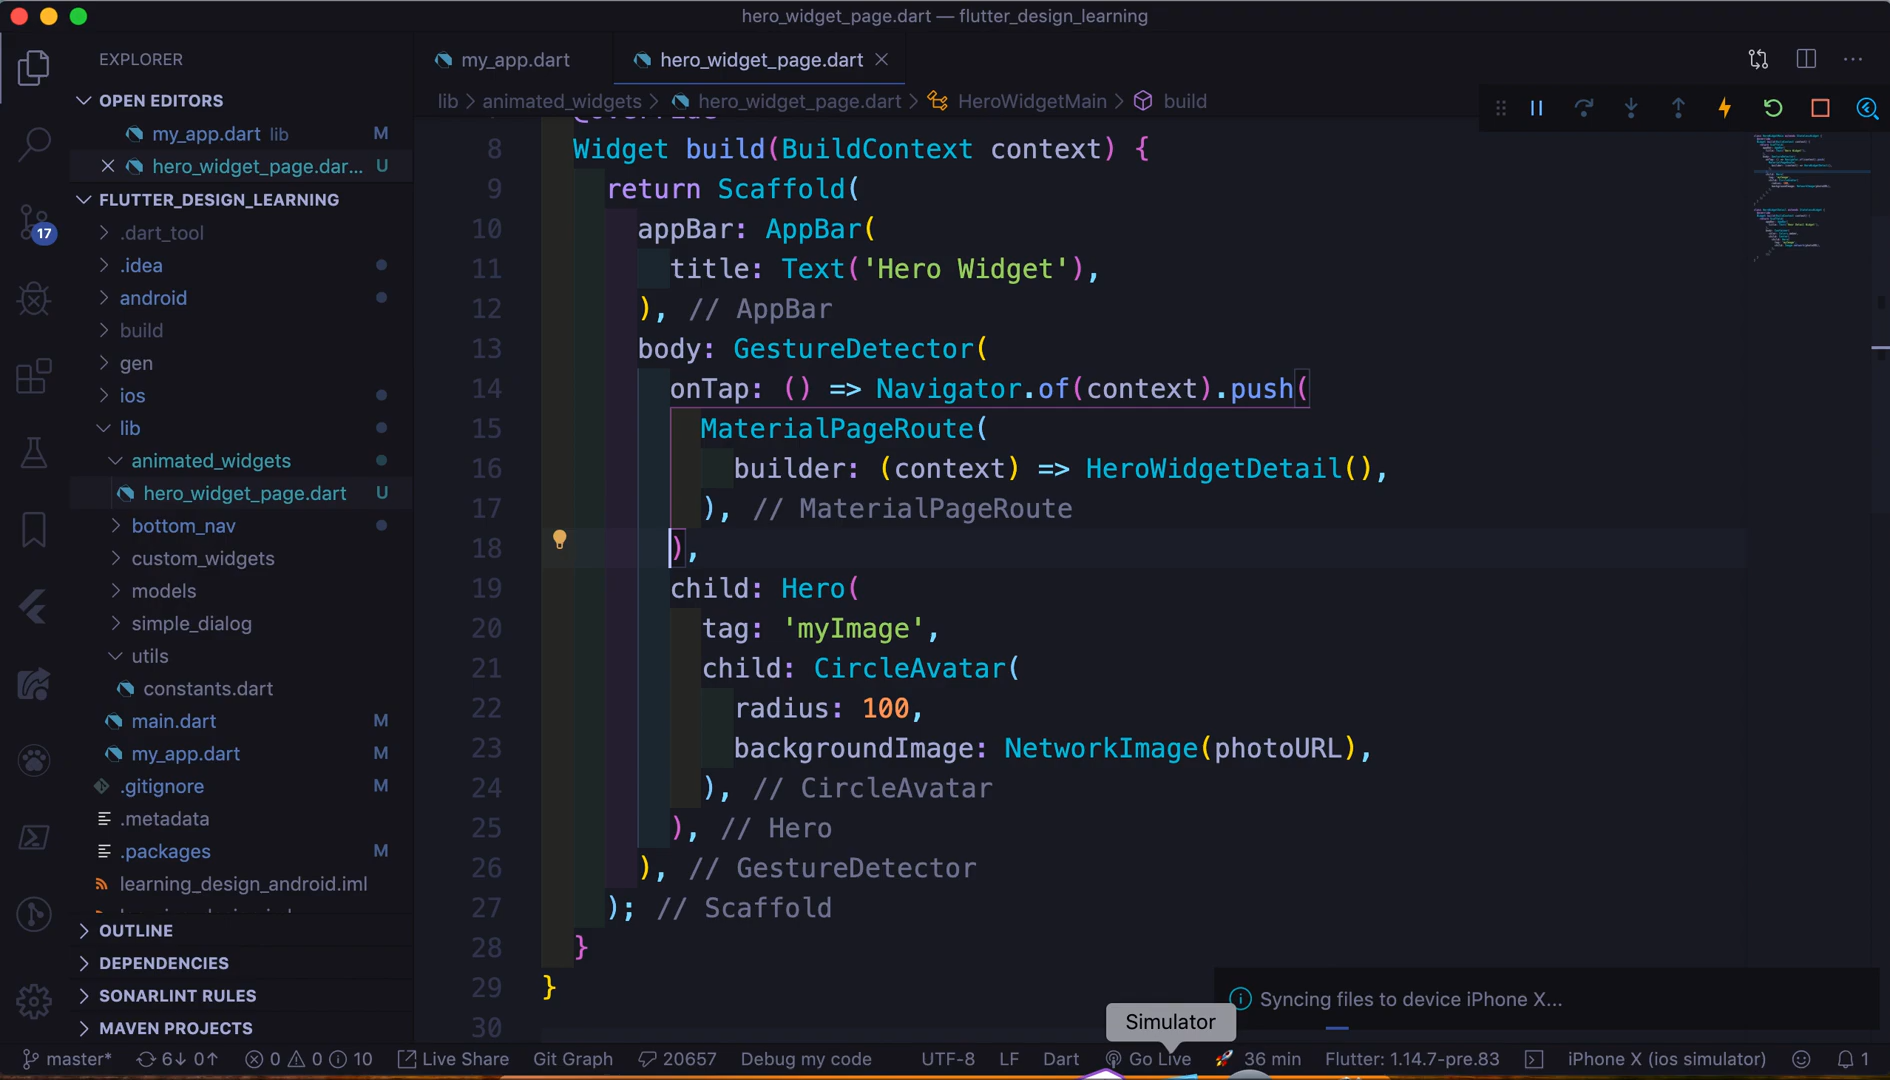 hero_widget_page.dart — flutter_design_learning
EXPLORER
OPEN EDITORS
my_app.dart lib M
hero_widget_page.dar... U
FLUTTER_DESIGN_LEARNING
.dart_tool
.idea
android
build
gen
ios
lib
animated_widgets
hero_widget_page.dart U
bottom_nav
custom_widgets
models
simple_dialog
utils
constants.dart
main.dart M
my_app.dart M
.gitignore M
.metadata
.packages M
learning_design_android.iml
OUTLINE
DEPENDENCIES
SONARLINT RULES
MAVEN PROJECTS
17
my_app.dart
hero_widget_page.dart
lib > animated_widgets > hero_widget_page.dart > HeroWidgetMain > build
8 Widget build(BuildContext context) {
9 return Scaffold(
10 appBar: AppBar(
11 title: Text('Hero Widget'),
12 ), // AppBar
13 body: GestureDetector(
14 onTap: () => Navigator.of(context).push(
15 MaterialPageRoute(
16 builder: (context) => HeroWidgetDetail(),
17 ), // MaterialPageRoute
18 ),
19 child: Hero(
20 tag: 'myImage',
21 child: CircleAvatar(
22 radius: 100,
23 backgroundImage: NetworkImage(photoURL),
24 ), // CircleAvatar
25 ), // Hero
26 ), // GestureDetector
27 ); // Scaffold
28 }
29 }
30
Syncing files to device iPhone X...
Simulator
master* 6↓ 0↑ 0 0 10 Live Share Git Graph 20657 Debug my code UTF-8 LF Dart Go Live 36 min Flutter: 1.14.7-pre.83 iPhone X (ios simulator) 1